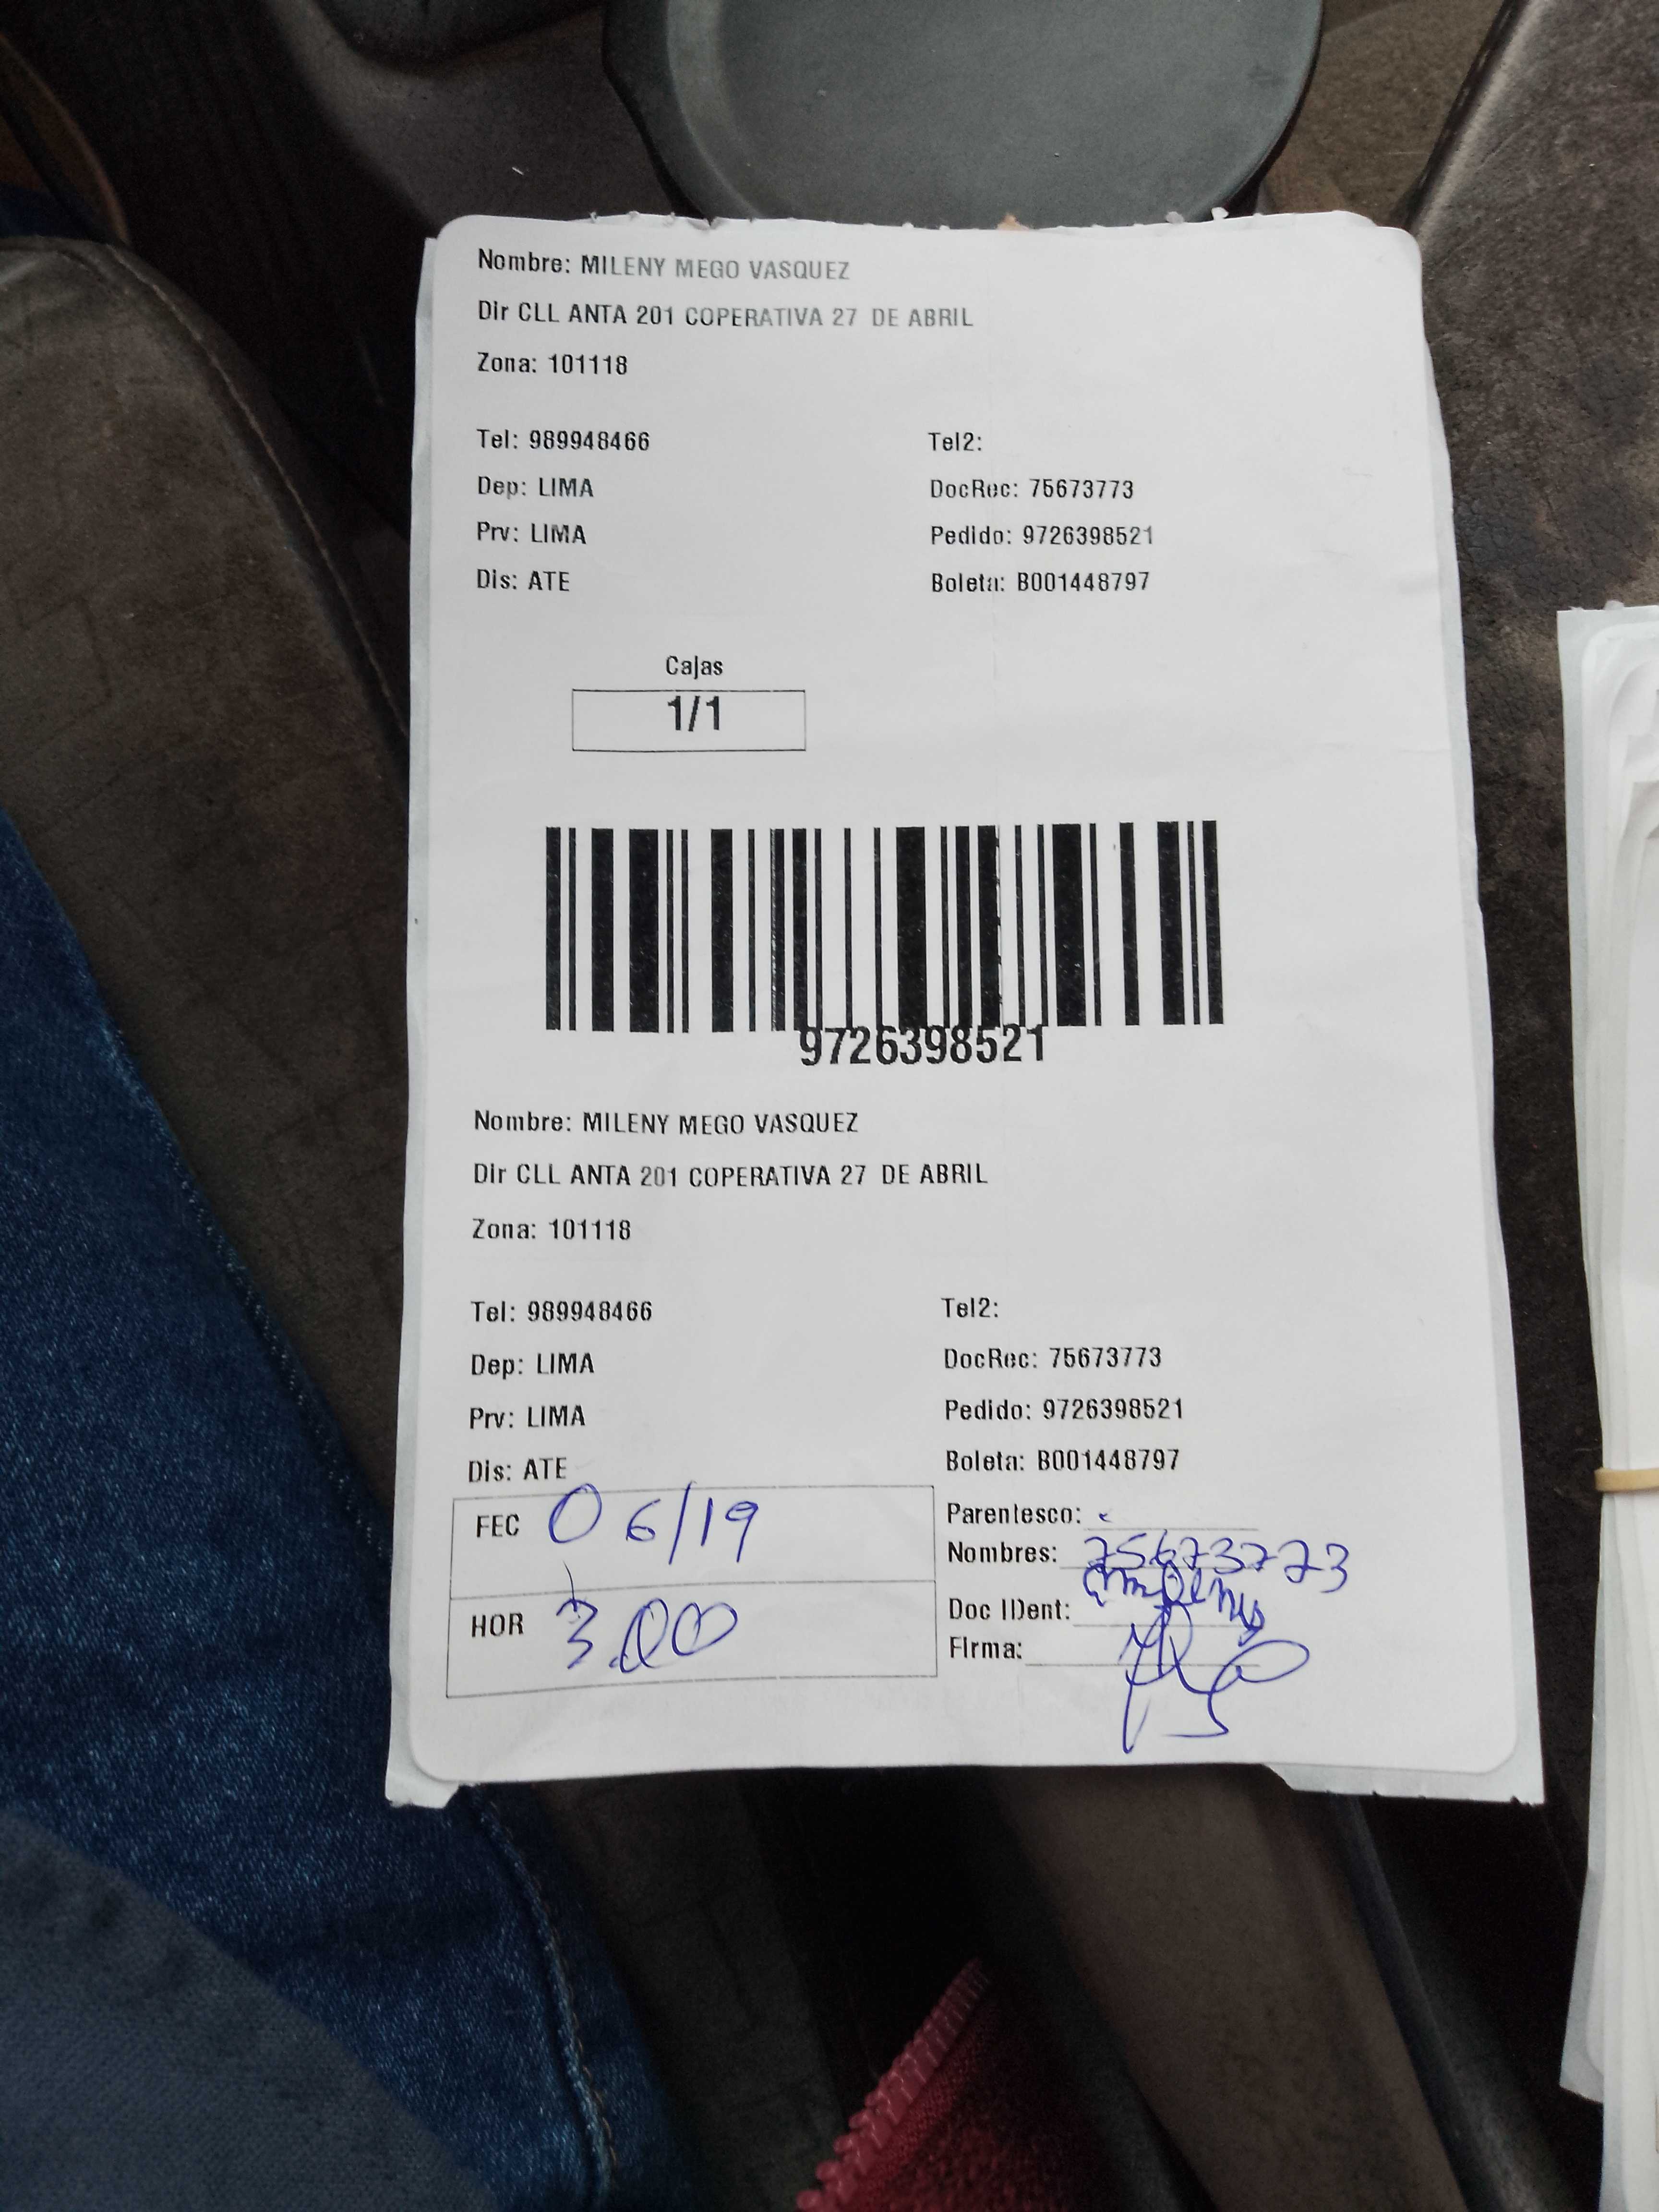 Nombre: MILENY MEGO VASQUEZ
Dir CLL ANTA 201 COPERATIVA 27 DE ABRIL
Zona: 101118
Tel: 989948466 Tel2:
Dep: LIMA DocRec: 75673773
Prv: LIMA Pedido: 9726398521
Dis: ATE Boleta: B001448797
Cajas
1/1
9726398521
Nombre: MILENY MEGO VASQUEZ
Dir CLL ANTA 201 COPERATIVA 27 DE ABRIL
Zona: 101118
Tel: 989948466 Tel2:
Dep: LIMA DocRec: 75673773
Prv: LIMA Pedido: 9726398521
Dis: ATE Boleta: B001448797
FEC 06/19 Parentesco:
Nombres: 75673773
HOR 3.00 Doc IDent:
Firma: